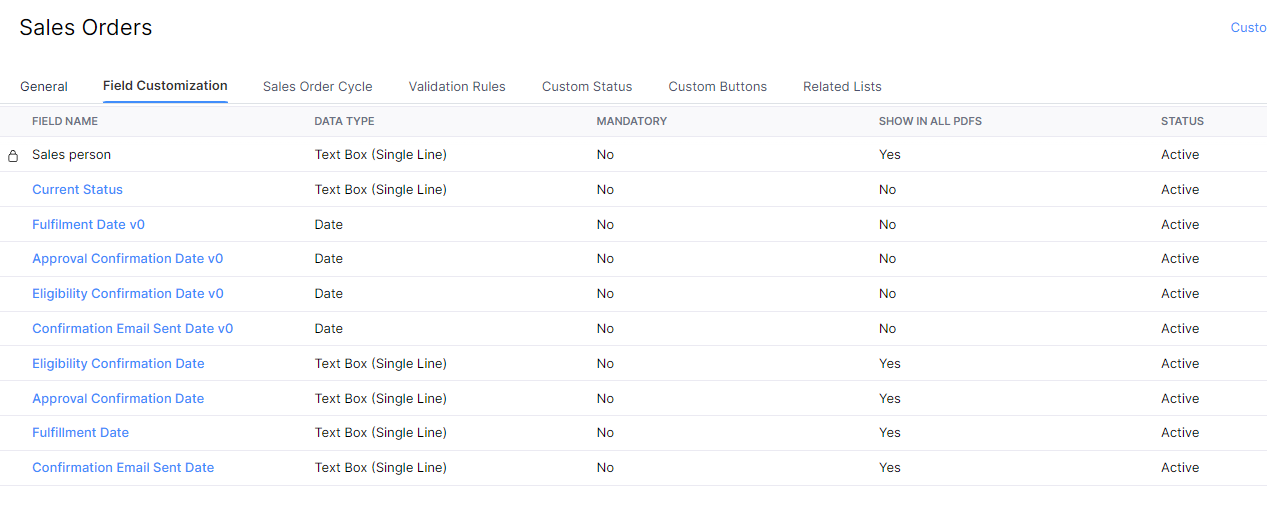 Sales Orders
Custo
General Field Customization Sales Order Cycle Validation Rules Custom Status Custom Buttons Related Lists
FIELD NAME DATA TYPE MANDATORY SHOW IN ALL PDFS STATUS
Sales person Text Box (Single Line) No Yes Active
Current Status Text Box (Single Line) No No Active
Fulfilment Date v0 Date No No Active
Approval Confirmation Date v0 Date No No Active
Eligibility Confirmation Date v0 Date No No Active
Confirmation Email Sent Date v0 Date No No Active
Eligibility Confirmation Date Text Box (Single Line) No Yes Active
Approval Confirmation Date Text Box (Single Line) No Yes Active
Fulfillment Date Text Box (Single Line) No Yes Active
Confirmation Email Sent Date Text Box (Single Line) No Yes Active